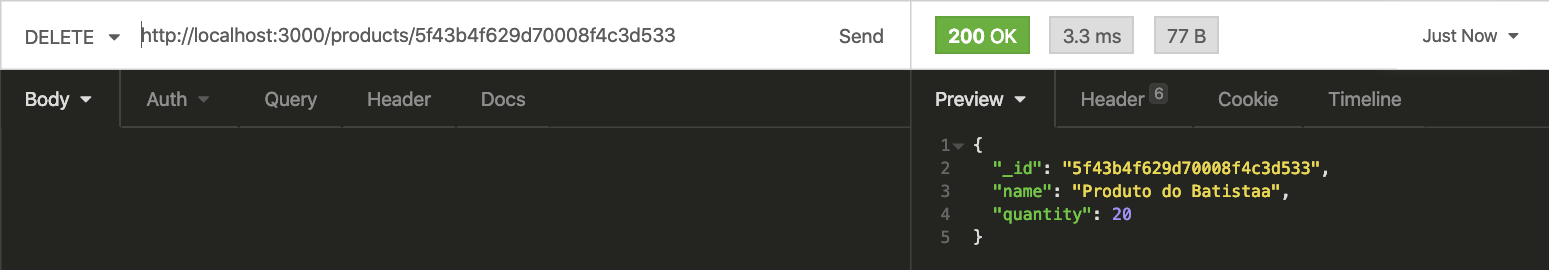 DELETE http://localhost:3000/products/5f43b4f629d70008f4c3d533 Send 200 OK 3.3 ms 77 B Just Now
Body Auth Query Header Docs Preview Header 6 Cookie Timeline
1 {
2 "_id": "5f43b4f629d70008f4c3d533",
3 "name": "Produto do Batistaa",
4 "quantity": 20
5 }